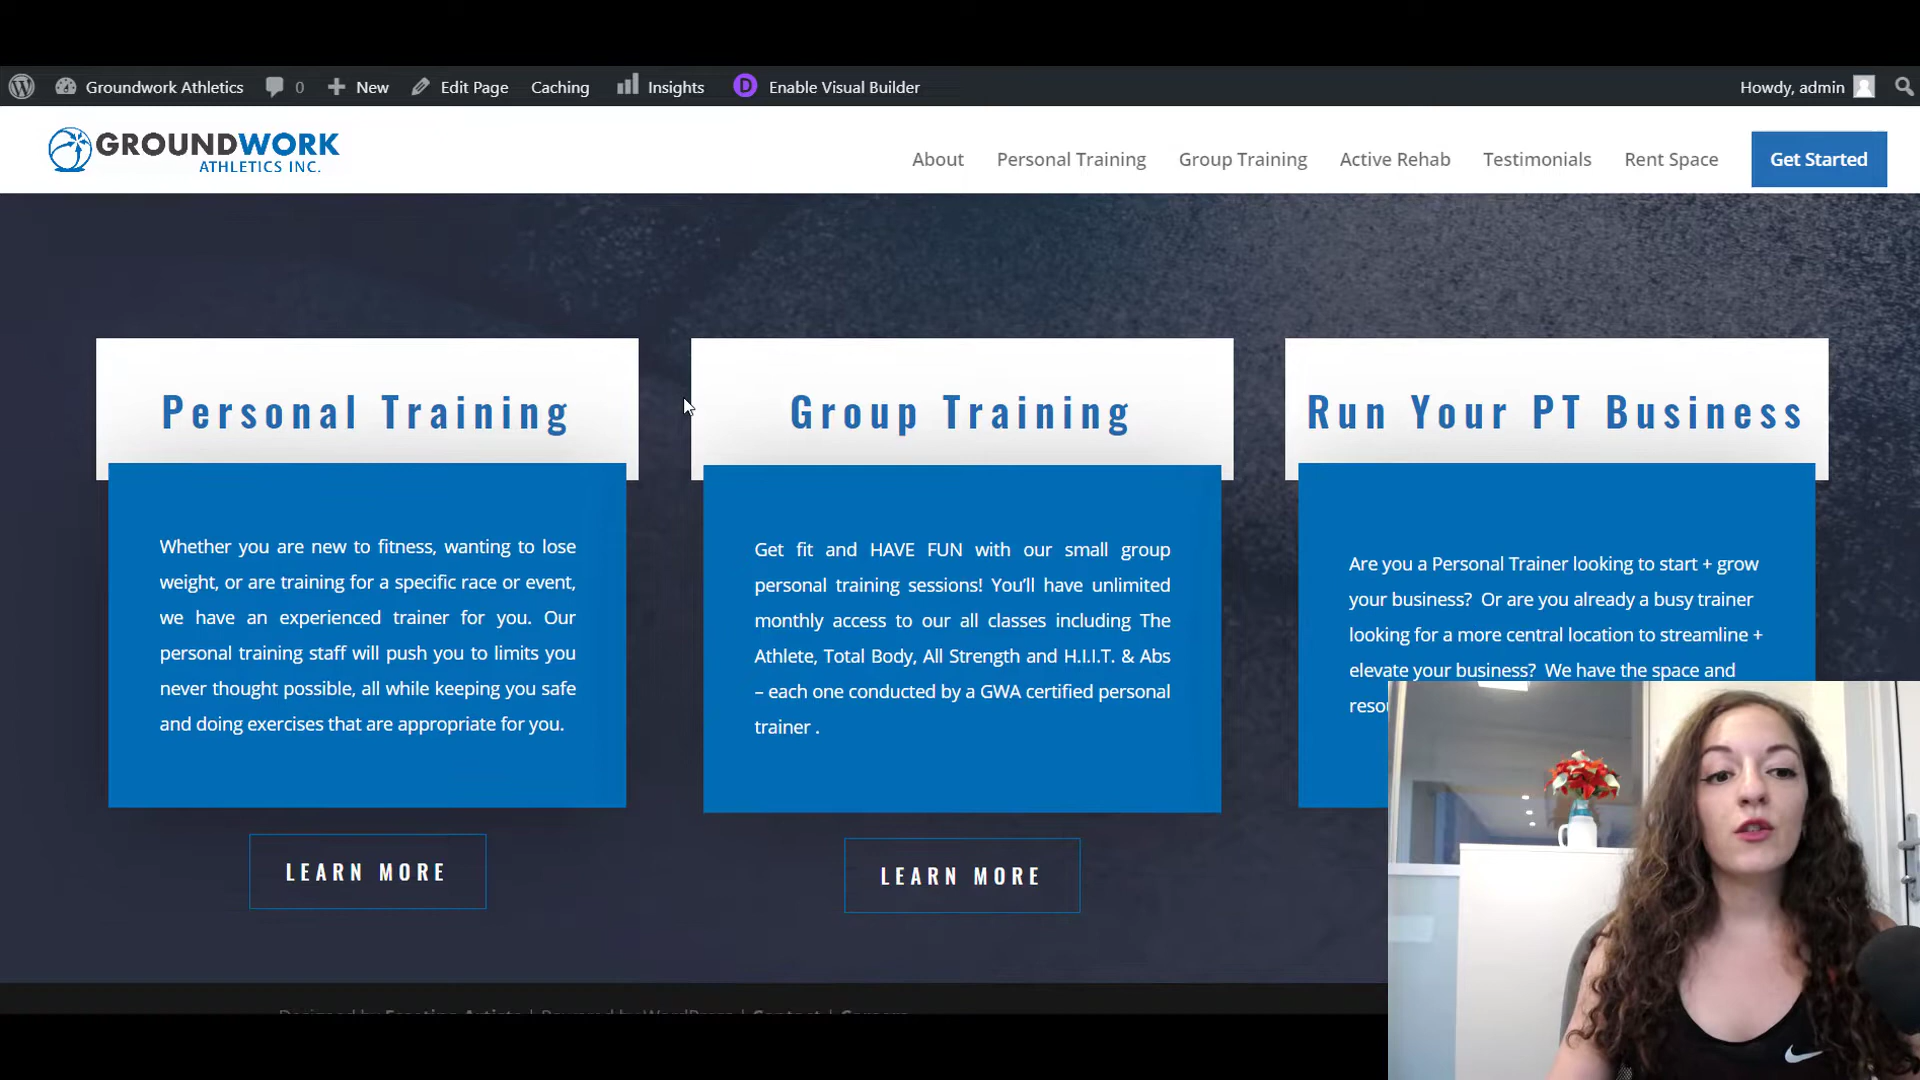 Groundwork Athletics 0 New Edit Page Caching Insights D Enable Visual Builder Howdy, admin
GROUNDWORK
ATHLETICS INC.
About Personal Training Group Training Active Rehab Testimonials Rent Space Get Started
Personal Training
Whether you are new to fitness, wanting to lose
weight, or are training for a specific race or event,
we have an experienced trainer for you. Our
personal training staff will push you to limits you
never thought possible, all while keeping you safe
and doing exercises that are appropriate for you.
LEARN MORE
Group Training
Get fit and HAVE FUN with our small group
personal training sessions! You’ll have unlimited
monthly access to our all classes including The
Athlete, Total Body, All Strength and H.I.I.T. & Abs
– each one conducted by a GWA certified personal
trainer .
LEARN MORE
Run Your PT Business
Are you a Personal Trainer looking to start + grow
your business? Or are you already a busy trainer
looking for a more central location to streamline +
elevate your business? We have the space and